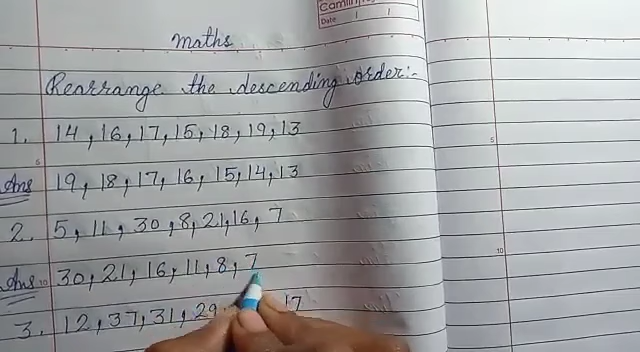 Camlin
Date
maths
Rearrange the descending order:-
1. 14, 16, 17, 15, 18, 19, 13
Ans 19, 18, 17, 16, 15, 14, 13
2. 5, 11, 30, 8, 21, 16, 7
Ans 30, 21, 16, 11, 8, 7
3. 12, 37, 31, 29, 17